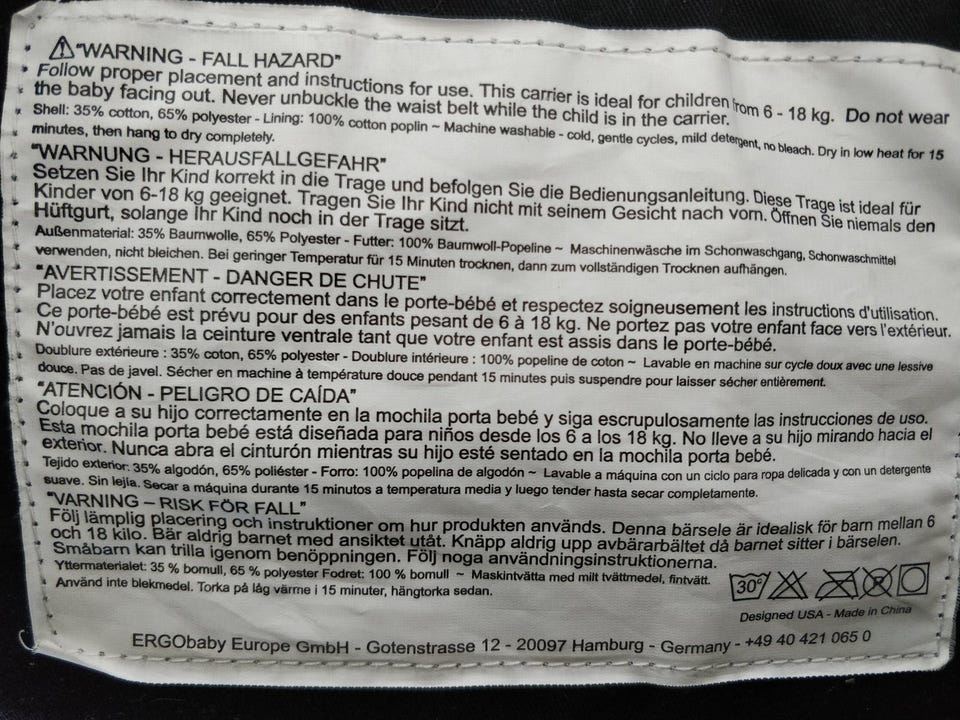 "WARNING - FALL HAZARD"
Follow proper placement and instructions for use. This carrier is ideal for children from 6 - 18 kg. Do not wear
the baby facing out. Never unbuckle the waist belt while the child is in the carrier.
Shell: 35% cotton, 65% polyester - Lining: 100% cotton poplin ~ Machine washable - cold, gentle cycles, mild detergent, no bleach. Dry in low heat for 15
minutes, then hang to dry completely.
"WARNUNG - HERAUSFALLGEFAHR"
Setzen Sie Ihr Kind korrekt in die Trage und befolgen Sie die Bedienungsanleitung. Diese Trage ist ideal für
Kinder von 6-18 kg geeignet. Tragen Sie Ihr Kind nicht mit seinem Gesicht nach vorn. Öffnen Sie niemals den
Hüftgurt, solange Ihr Kind noch in der Trage sitzt.
Außenmaterial: 35% Baumwolle, 65% Polyester - Futter: 100% Baumwoll-Popeline ~ Maschinenwäsche im Schonwaschgang, Schonwaschmittel
verwenden, nicht bleichen. Bei geringer Temperatur für 15 Minuten trocknen, dann zum vollständigen Trocknen aufhängen.
"AVERTISSEMENT - DANGER DE CHUTE"
Placez votre enfant correctement dans le porte-bébé et respectez soigneusement les instructions d'utilisation.
Ce porte-bébé est prévu pour des enfants pesant de 6 à 18 kg. Ne portez pas votre enfant face vers l'extérieur.
N'ouvrez jamais la ceinture ventrale tant que votre enfant est assis dans le porte-bébé.
Doublure extérieure : 35% coton, 65% polyester - Doublure intérieure : 100% popeline de coton ~ Lavable en machine sur cycle doux avec une lessive
douce. Pas de javel. Sécher en machine à température douce pendant 15 minutes puis suspendre pour laisser sécher entièrement.
"ATENCIÓN - PELIGRO DE CAÍDA"
Coloque a su hijo correctamente en la mochila porta bebé y siga escrupulosamente las instrucciones de uso.
Esta mochila porta bebé está diseñada para niños desde los 6 a los 18 kg. No lleve a su hijo mirando hacia el
exterior. Nunca abra el cinturón mientras su hijo esté sentado en la mochila porta bebé.
Tejido exterior: 35% algodón, 65% poliéster - Forro: 100% popelina de algodón ~ Lavable a máquina con un ciclo para ropa delicada y con un detergente
suave. Sin lejía. Secar a máquina durante 15 minutos a temperatura media y luego tender hasta secar completamente.
"VARNING – RISK FÖR FALL"
Följ lämplig placering och instruktioner om hur produkten används. Denna bärsele är idealisk för barn mellan 6
och 18 kilo. Bär aldrig barnet med ansiktet utåt. Knäpp aldrig upp avbärarbältet då barnet sitter i bärselen.
Småbarn kan trilla igenom benöppningen. Följ noga användningsinstruktionerna.
Yttermaterialet: 35 % bomull, 65 % polyester Fodret: 100 % bomull ~ Maskintvätta med milt tvättmedel, fintvätt.
Använd inte blekmedel. Torka på låg värme i 15 minuter, hängtorka sedan.
30°
Designed USA - Made in China
ERGObaby Europe GmbH - Gotenstrasse 12 - 20097 Hamburg - Germany - +49 40 421 065 0